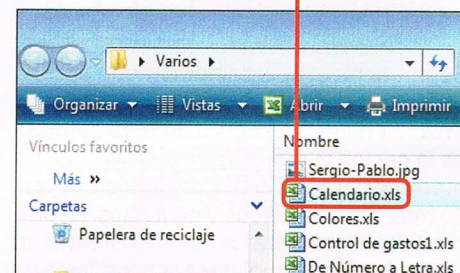 Varios
Organizar Vistas Abrir Imprimir
Vínculos favoritos
Más »
Carpetas
Papelera de reciclaje
Nombre
Sergio-Pablo.jpg
Calendario.xls
Colores.xls
Control de gastos1.xls
De Número a Letra.xls